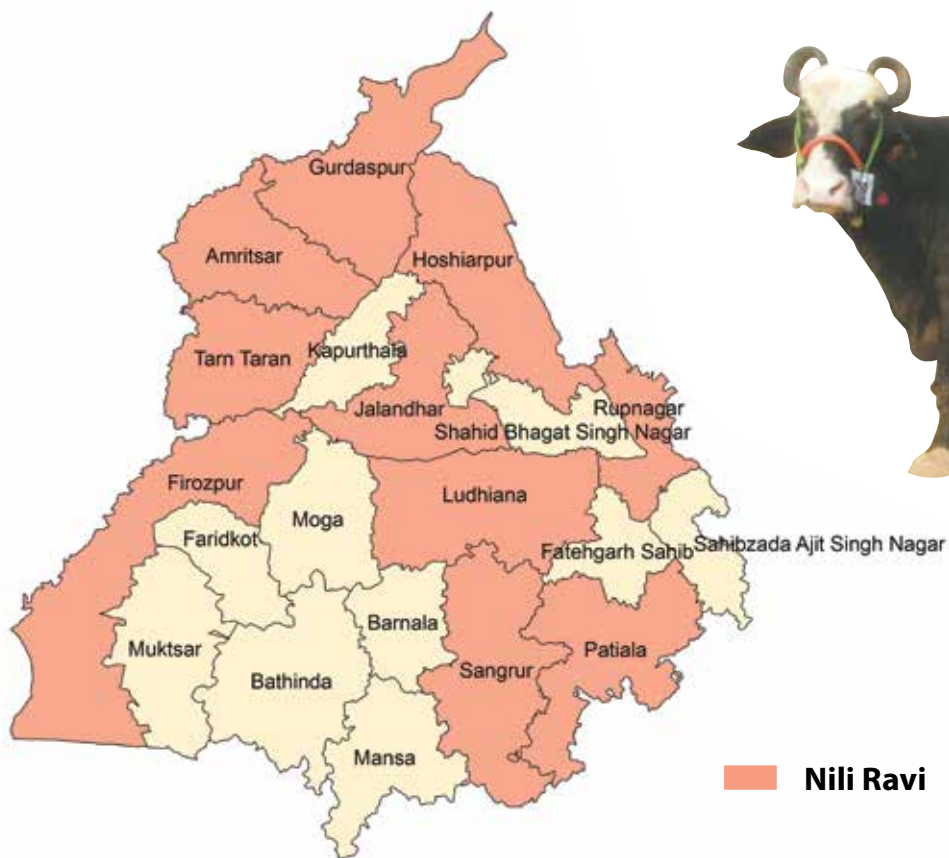 Gurdaspur
Amritsar
Hoshiarpur
Tarn Taran
Kapurthala
Jalandhar
Rupnagar
Shahid Bhagat Singh Nagar
Firozpur
Ludhiana
Moga
Faridkot
Fatehgarh Sahib
Sahibzada Ajit Singh Nagar
Barnala
Muktsar
Patiala
Bathinda
Sangrur
Mansa
Nili Ravi